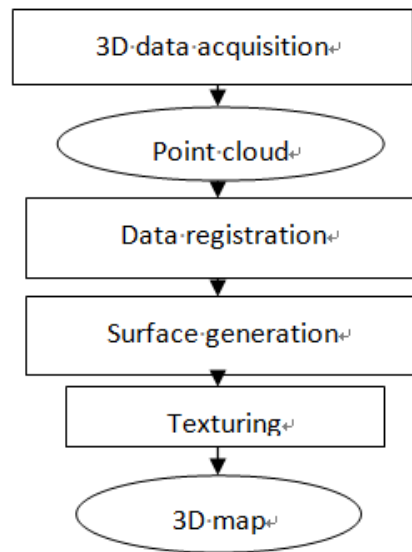 3D data acquisition
Point cloud
Data registration
Surface generation
Texturing
3D map